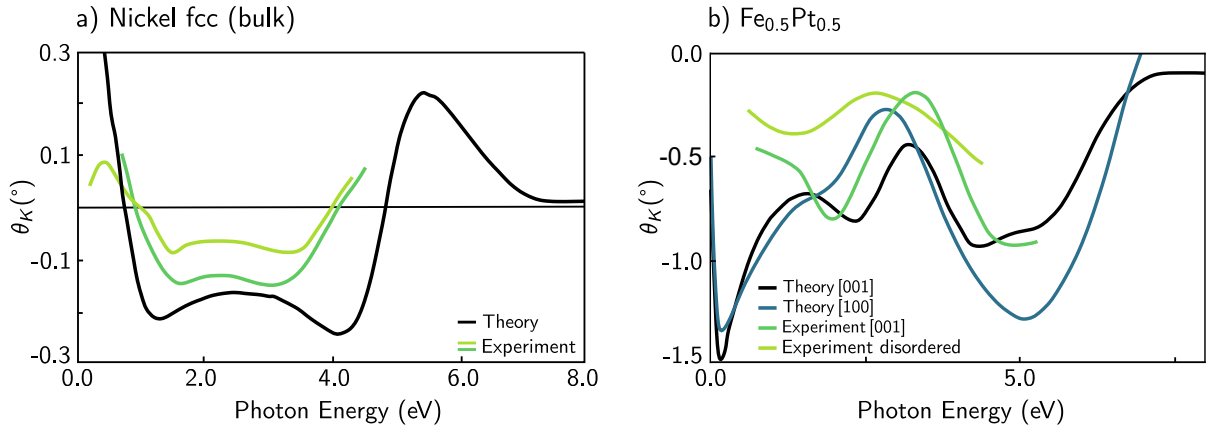 a) Nickel fcc (bulk)
0.3
0.1
-0.1
-0.3
θK(°)
0.0
2.0
4.0
6.0
8.0
Photon Energy (eV)
Theory
Experiment
b) Fe0.5Pt0.5
0.0
-0.5
-1.0
-1.5
θK(°)
0.0
5.0
Photon Energy (eV)
Theory [001]
Theory [100]
Experiment [001]
Experiment disordered